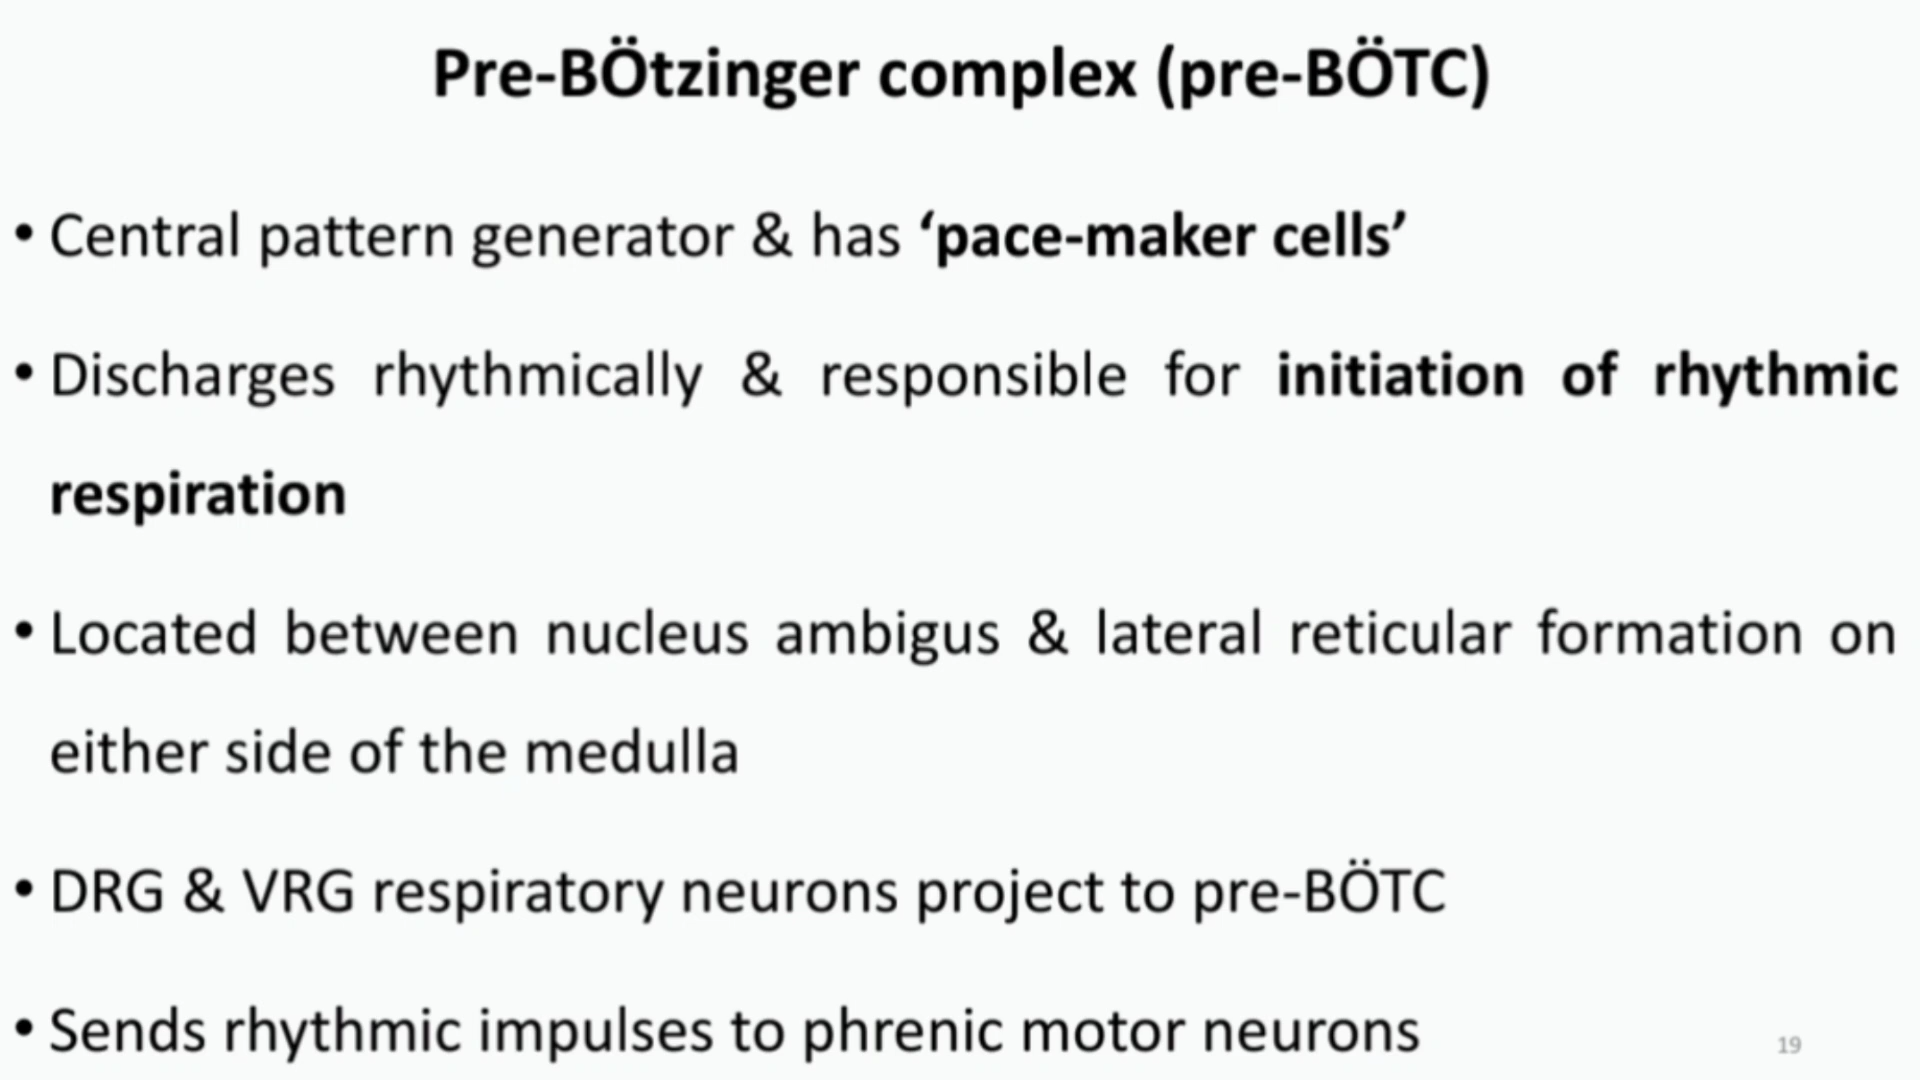 Pre-BÖtzinger complex (pre-BÖTC)
• Central pattern generator & has ‘pace-maker cells’
• Discharges rhythmically & responsible for initiation of rhythmic
respiration
• Located between nucleus ambigus & lateral reticular formation on
either side of the medulla
• DRG & VRG respiratory neurons project to pre-BÖTC
• Sends rhythmic impulses to phrenic motor neurons
19